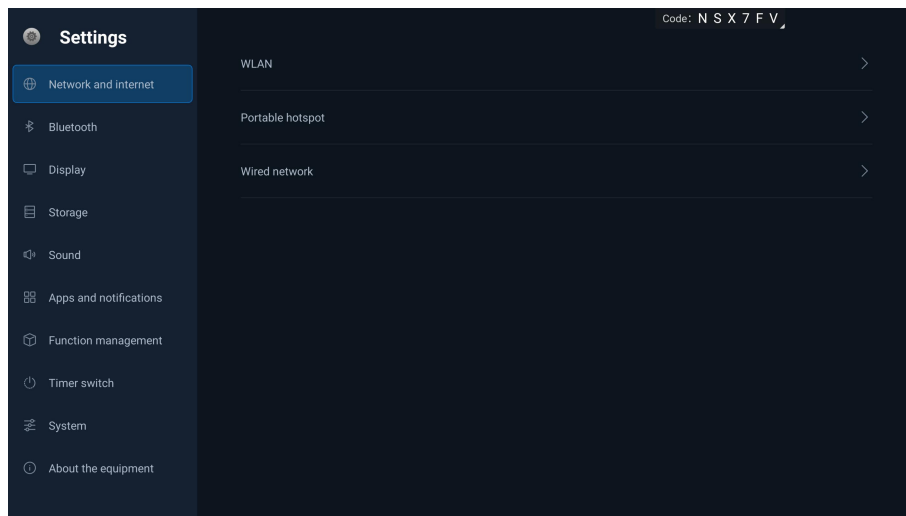 Code: N S X 7 F V
Settings
Network and internet
Bluetooth
Display
Storage
Sound
Apps and notifications
Function management
Timer switch
System
About the equipment
WLAN
Portable hotspot
Wired network